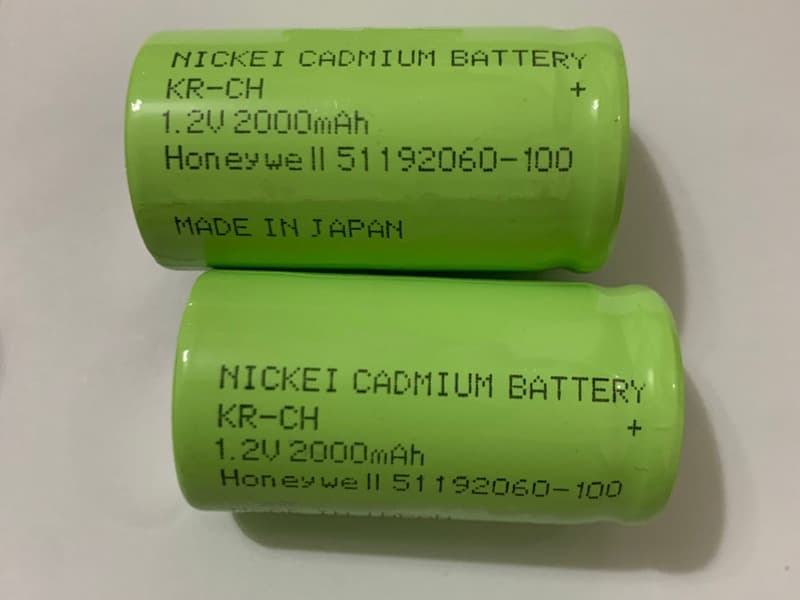 NICKEI CADMIUM BATTERY
KR-CH +
1.2V 2000mAh
Honeywell 51192060-100
MADE IN JAPAN
NICKEI CADMIUM BATTERY
KR-CH +
1.2V 2000mAh
Honeywell 51192060-100